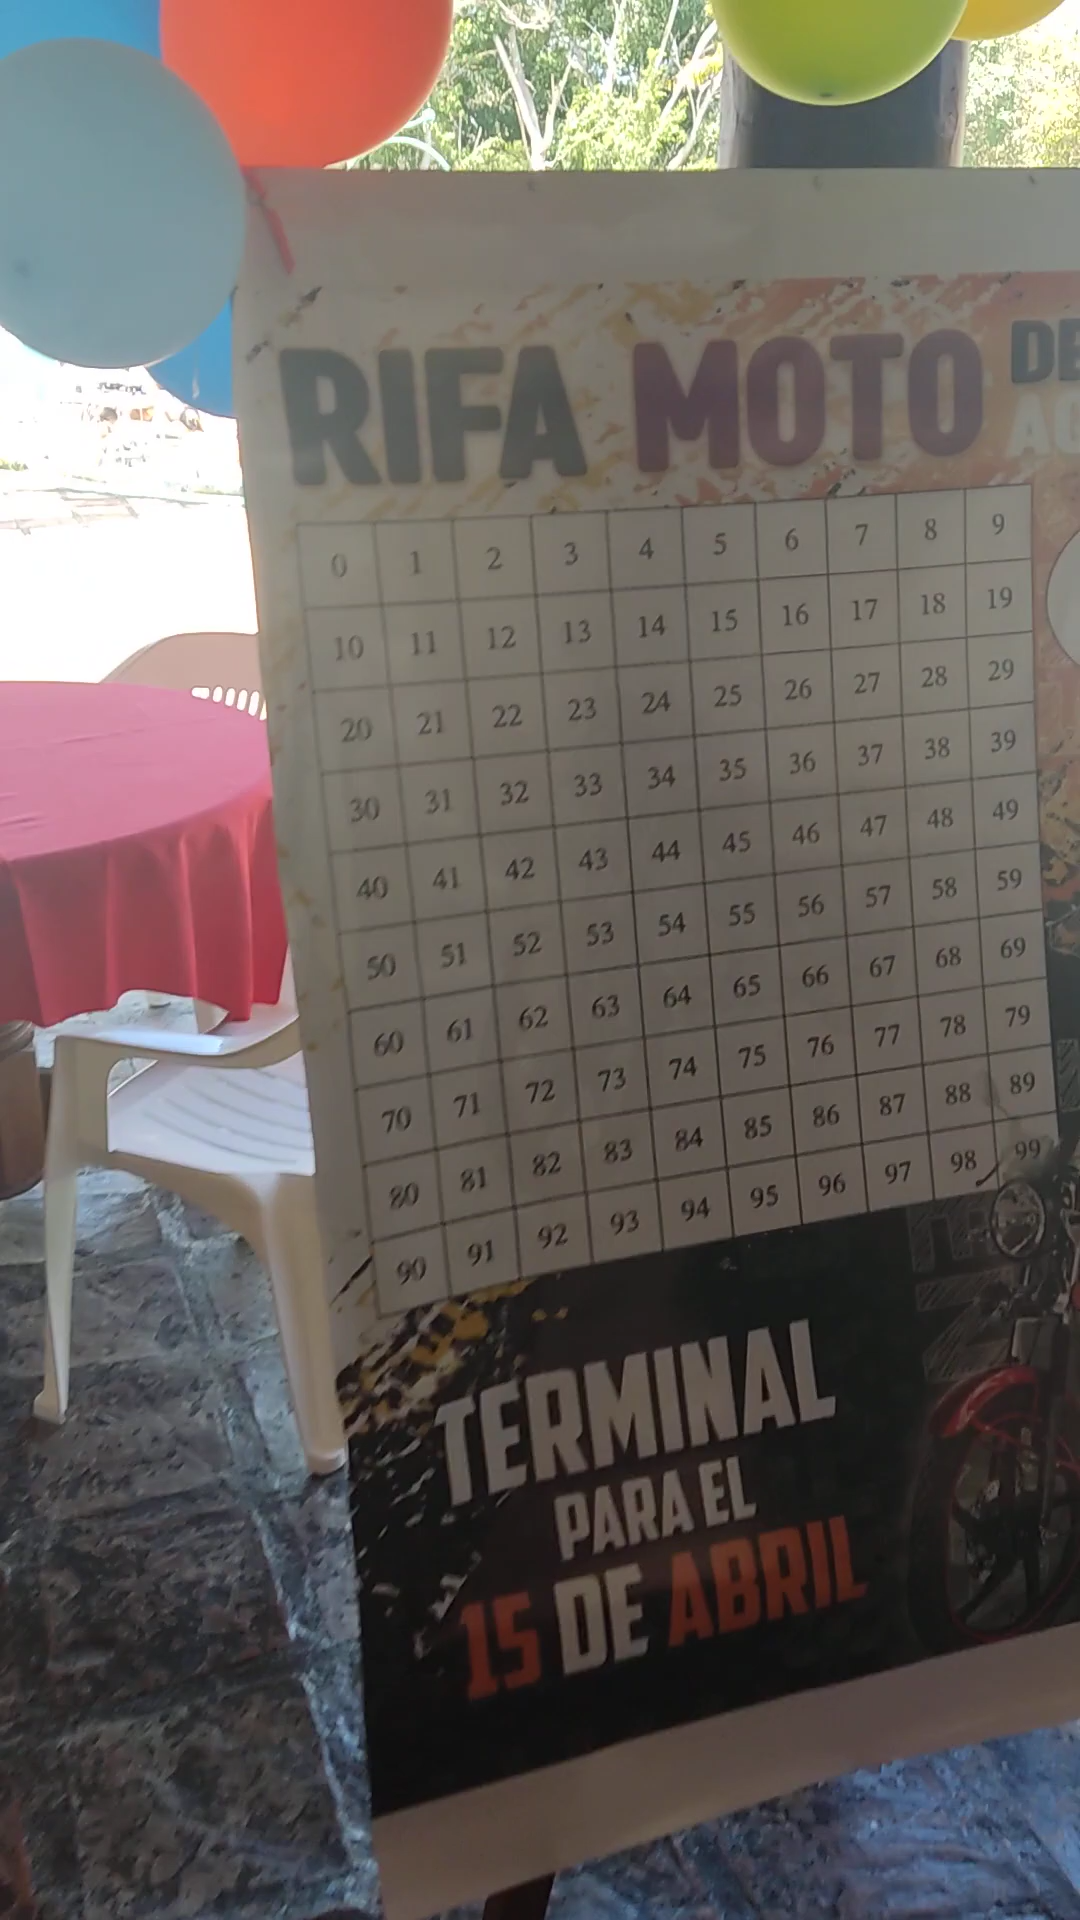 RIFA MOTO DE
0 1 2 3 4 5 6 7 8 9
10 11 12 13 14 15 16 17 18 19
20 21 22 23 24 25 26 27 28 29
30 31 32 33 34 35 36 37 38 39
40 41 42 43 44 45 46 47 48 49
50 51 52 53 54 55 56 57 58 59
60 61 62 63 64 65 66 67 68 69
70 71 72 73 74 75 76 77 78 79
80 81 82 83 84 85 86 87 88 89
90 91 92 93 94 95 96 97 98 99
TERMINAL
PARA EL
15 DE ABRIL